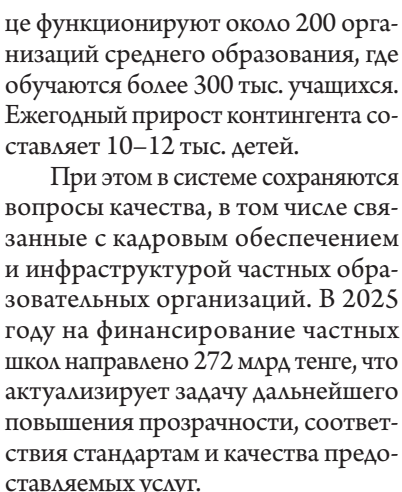 це функционируют около 200 орга-
низаций среднего образования, где
обучаются более 300 тыс. учащихся.
Ежегодный прирост контингента со-
ставляет 10–12 тыс. детей.
При этом в системе сохраняются
вопросы качества, в том числе свя-
занные с кадровым обеспечением
и инфраструктурой частных обра-
зовательных организаций. В 2025
году на финансирование частных
школ направлено 272 млрд тенге, что
актуализирует задачу дальнейшего
повышения прозрачности, соответ-
ствия стандартам и качества предо-
ставляемых услуг.